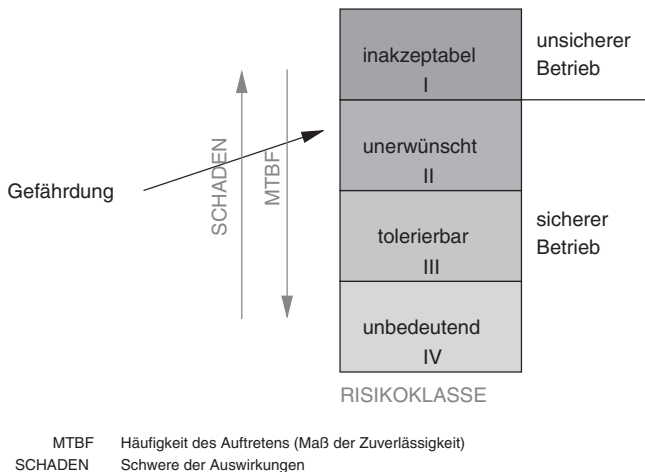 inakzeptabel
I
unsicherer
Betrieb
unerwünscht
II
SCHADEN
MTBF
Gefährdung
tolerierbar
III
sicherer
Betrieb
unbedeutend
IV
RISIKOKLASSE
MTBF Häufigkeit des Auftretens (Maß der Zuverlässigkeit)
SCHADEN Schwere der Auswirkungen